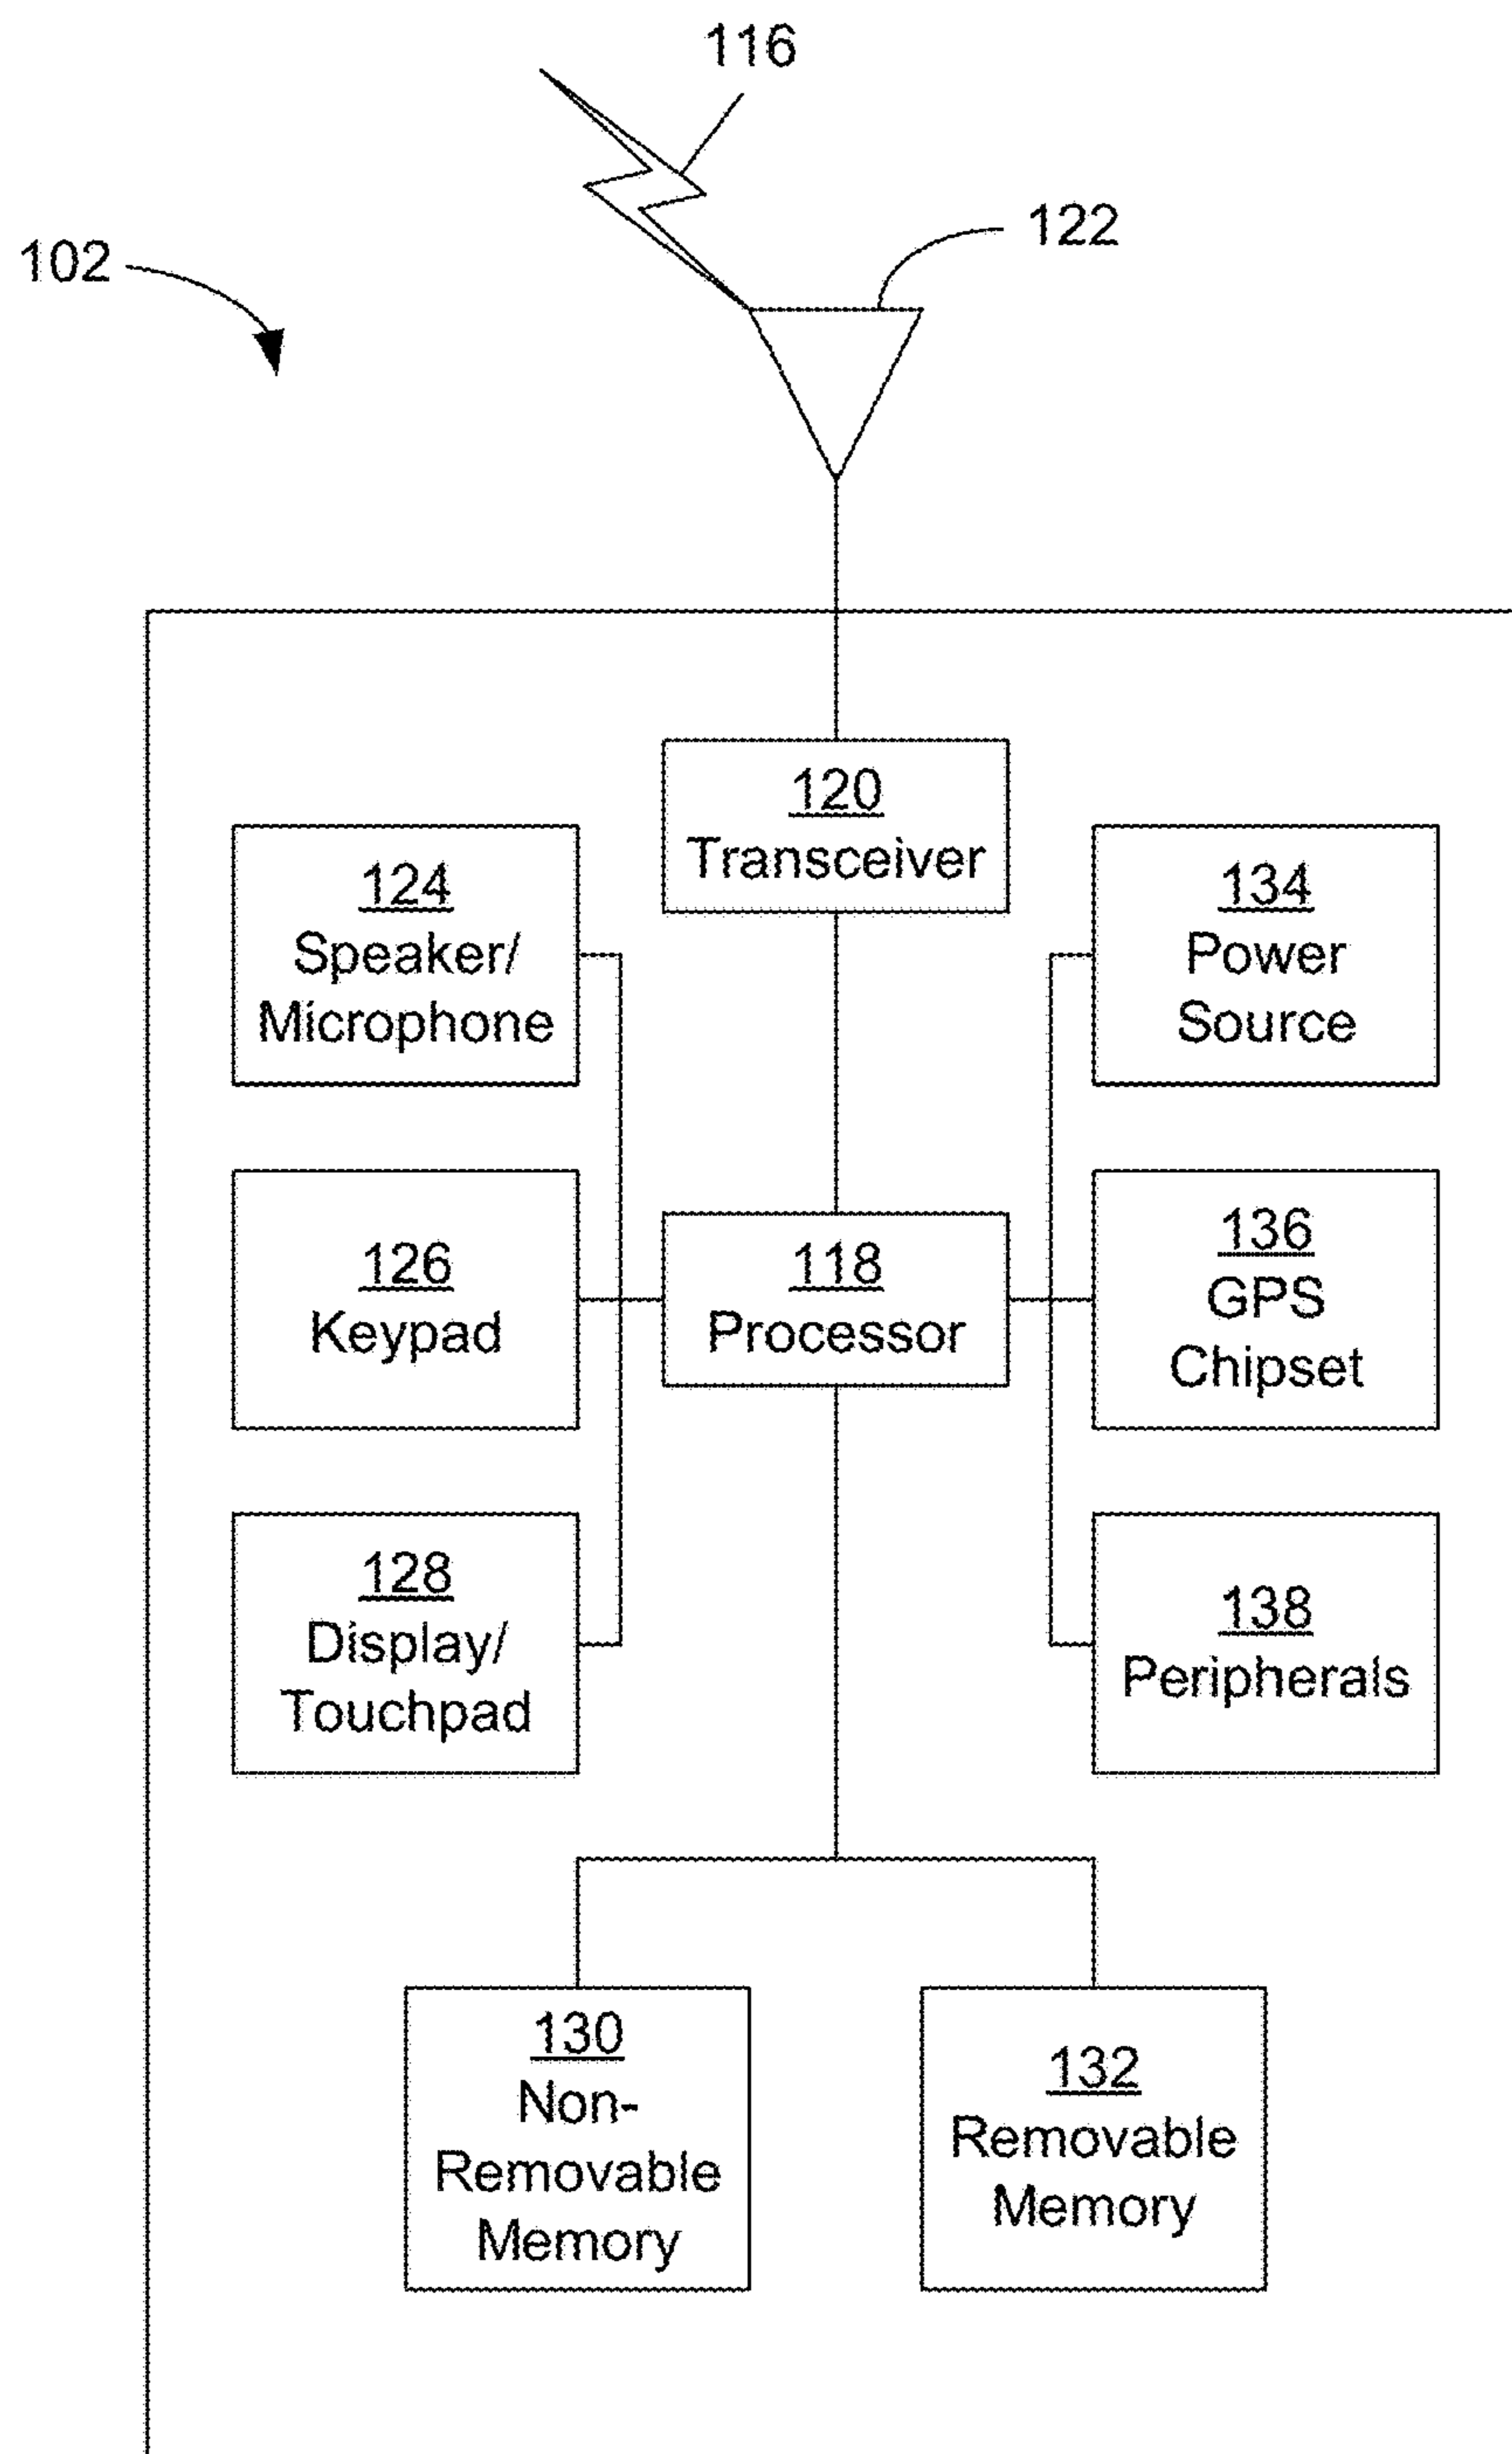 116
122
102
120
Transceiver
124
Speaker/
Microphone
134
Power
Source
126
Keypad
118
Processor
136
GPS
Chipset
128
Display/
Touchpad
138
Peripherals
130
Non-
Removable
Memory
132
Removable
Memory